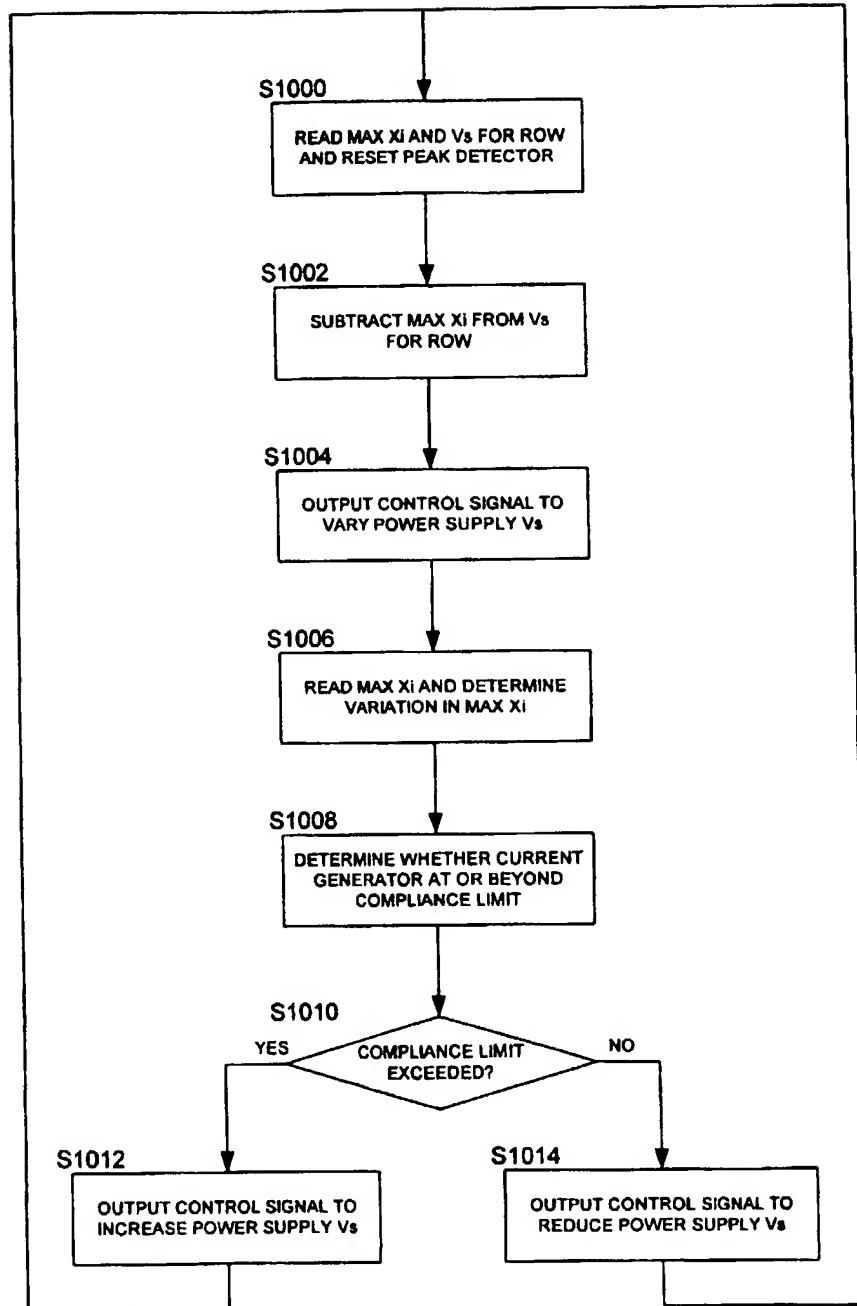 S1000
READ MAX Xi AND Vs FOR ROW
AND RESET PEAK DETECTOR
S1002
SUBTRACT MAX Xi FROM Vs
FOR ROW
S1004
OUTPUT CONTROL SIGNAL TO
VARY POWER SUPPLY Vs
S1006
READ MAX Xi AND DETERMINE
VARIATION IN MAX Xi
S1008
DETERMINE WHETHER CURRENT
GENERATOR AT OR BEYOND
COMPLIANCE LIMIT
S1010
YES
COMPLIANCE LIMIT
EXCEEDED?
NO
S1012
OUTPUT CONTROL SIGNAL TO
INCREASE POWER SUPPLY Vs
S1014
OUTPUT CONTROL SIGNAL TO
REDUCE POWER SUPPLY Vs